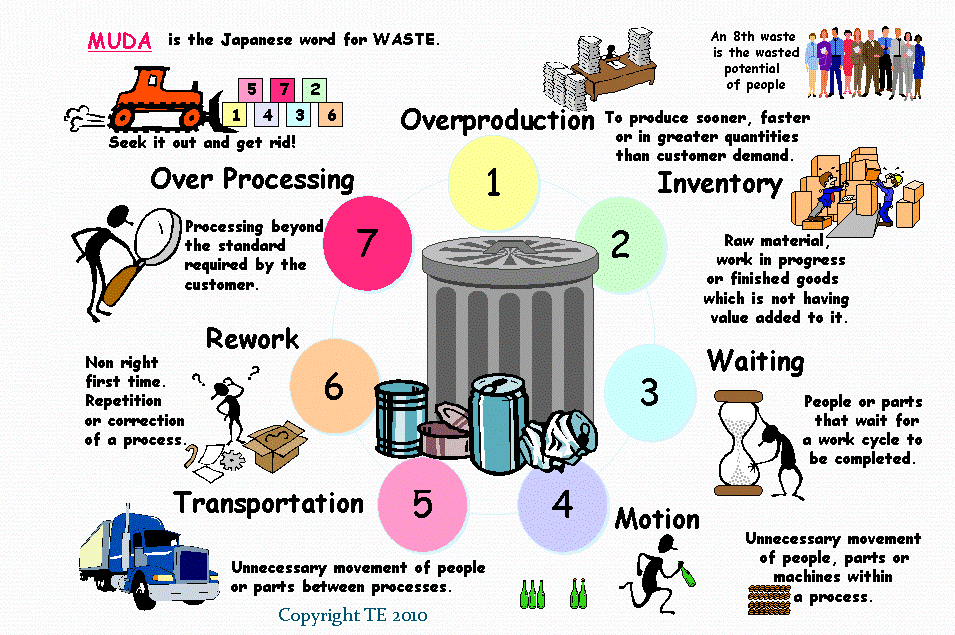 MUDA is the Japanese word for WASTE.
5 7 2
1 4 3 6
Seek it out and get rid!
An 8th waste
is the wasted
potential
of people
Overproduction
To produce sooner, faster
or in greater quantities
than customer demand.
1
Inventory
2
Raw material,
work in progress
or finished goods
which is not having
value added to it.
Waiting
3
People or parts
that wait for
a work cycle to
be completed.
Motion
4
Unnecessary movement
of people, parts or
machines within
a process.
Transportation
5
Unnecessary movement of people
or parts between processes.
Rework
6
Non right
first time.
Repetition
or correction
of a process.
? ?
Over Processing
7
Processing beyond
the standard
required by the
customer.
Copyright TE 2010